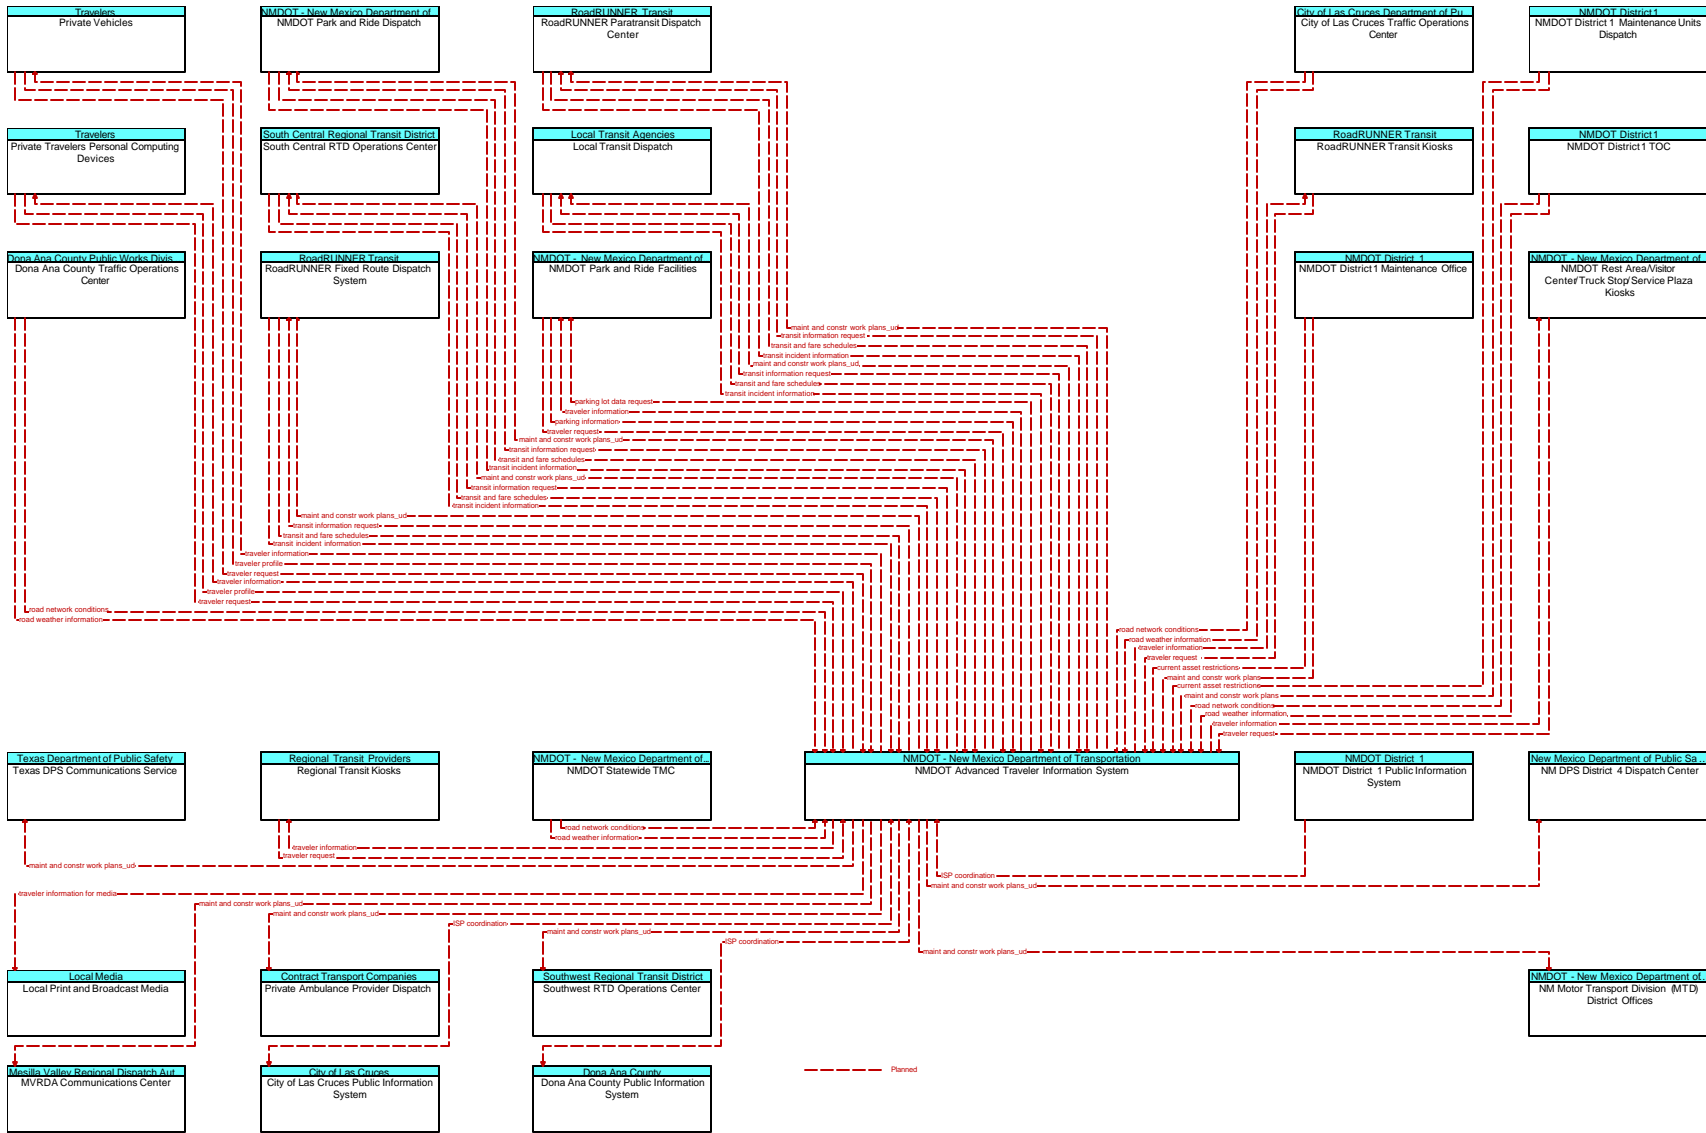 Travelers
Private Vehicles
NMDOT - New Mexico Department of
NMDOT Park and Ride Dispatch
RoadRUNNER Transit
RoadRUNNER Paratransit Dispatch
Center
City of Las Cruces Department of Pu
City of Las Cruces Traffic Operations
Center
NMDOT District 1
NMDOT District 1 Maintenance Units
Dispatch
Travelers
Private Travelers Personal Computing
Devices
South Central Regional Transit District
South Central RTD Operations Center
Local Transit Agencies
Local Transit Dispatch
RoadRUNNER Transit
RoadRUNNER Transit Kiosks
NMDOT District 1
NMDOT District 1 TOC
Dona Ana County Public Works Divis
Dona Ana County Traffic Operations
Center
RoadRUNNER Transit
RoadRUNNER Fixed Route Dispatch
System
NMDOT - New Mexico Department of
NMDOT Park and Ride Facilities
NMDOT District 1
NMDOT District 1 Maintenance Office
NMDOT - New Mexico Department of
NMDOT Rest Area/Visitor
Center/Truck Stop/Service Plaza
Kiosks
maint and constr work plans_ud
transit information request
transit and fare schedules
transit incident information
maint and constr work plans_ud
transit information request
transit and fare schedules
transit incident information
parking lot data request
traveler information
parking information
traveler request
maint and constr work plans_ud
transit information request
transit and fare schedules
transit incident information
maint and constr work plans_ud
transit information request
transit and fare schedules
transit incident information
maint and constr work plans_ud
transit information request
transit and fare schedules
transit incident information
traveler information
traveler profile
traveler request
traveler information
traveler profile
traveler request
road network conditions
road weather information
road network conditions
road weather information
traveler information
traveler request
current asset restrictions
maint and constr work plans
current asset restrictions
maint and constr work plans
road network conditions
road weather information
traveler information
traveler request
Texas Department of Public Safety
Texas DPS Communications Service
Regional Transit Providers
Regional Transit Kiosks
NMDOT - New Mexico Department of...
NMDOT Statewide TMC
NMDOT - New Mexico Department of Transportation
NMDOT Advanced Traveler Information System
NMDOT District 1
NMDOT District 1 Public Information
System
New Mexico Department of Public Sa...
NM DPS District 4 Dispatch Center
road network conditions
road weather information
traveler information
traveler request
maint and constr work plans_ud
ISP coordination
maint and constr work plans_ud
traveler information for media
maint and constr work plans_ud
maint and constr work plans_ud
ISP coordination
maint and constr work plans_ud
ISP coordination
maint and constr work plans_ud
Local Media
Local Print and Broadcast Media
Contract Transport Companies
Private Ambulance Provider Dispatch
Southwest Regional Transit District
Southwest RTD Operations Center
NMDOT - New Mexico Department of..
NM Motor Transport Division (MTD)
District Offices
Mesilla Valley Regional Dispatch Aut
MVRDA Communications Center
City of Las Cruces
City of Las Cruces Public Information
System
Dona Ana County
Dona Ana County Public Information
System
Planned